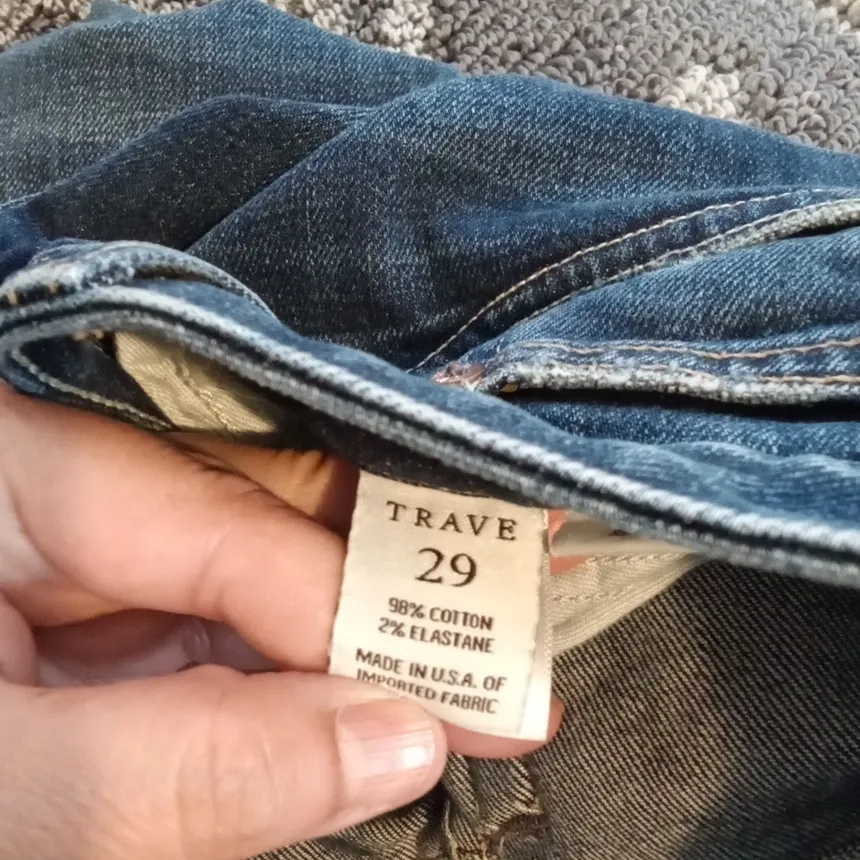 TRAVE
29
98% COTTON
2% ELASTANE
MADE IN U.S.A. OF
IMPORTED FABRIC